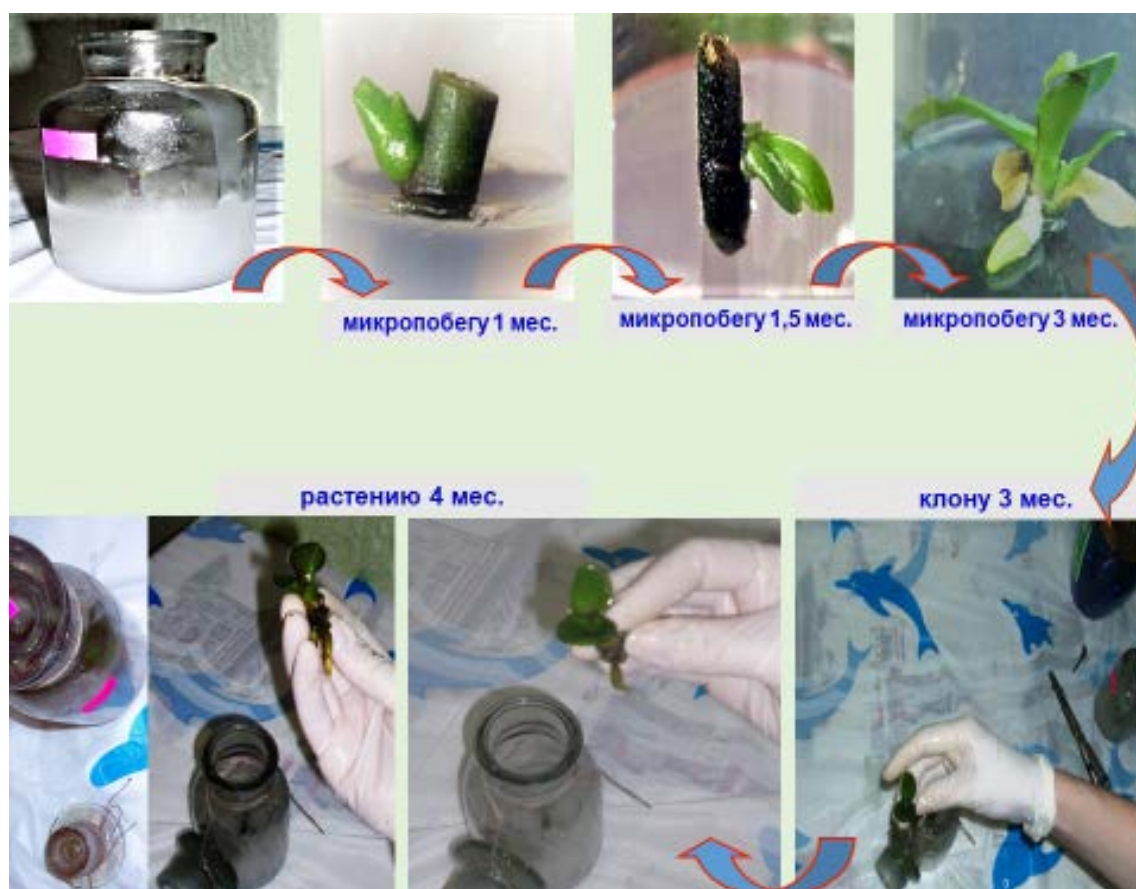 микропобегу 1 мес.
микропобегу 1,5 мес.
микропобегу 3 мес.
растению 4 мес.
клону 3 мес.